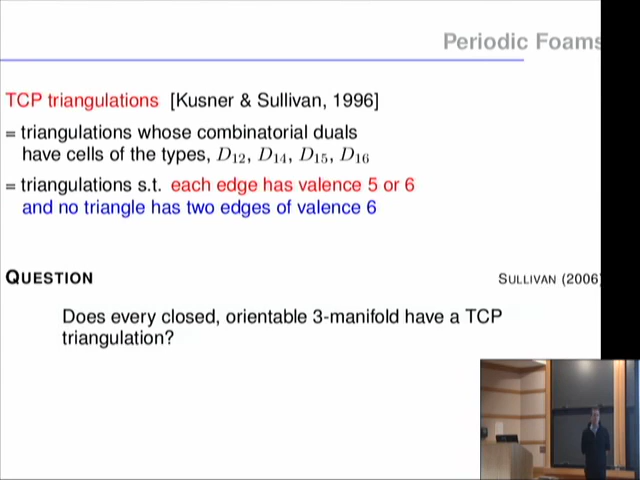 Periodic Foams
TCP triangulations [Kusner & Sullivan, 1996]
= triangulations whose combinatorial duals
have cells of the types, D₁₂, D₁₄, D₁₅, D₁₆
= triangulations s.t. each edge has valence 5 or 6
and no triangle has two edges of valence 6
QUESTION SULLIVAN (2006)
Does every closed, orientable 3-manifold have a TCP
triangulation?